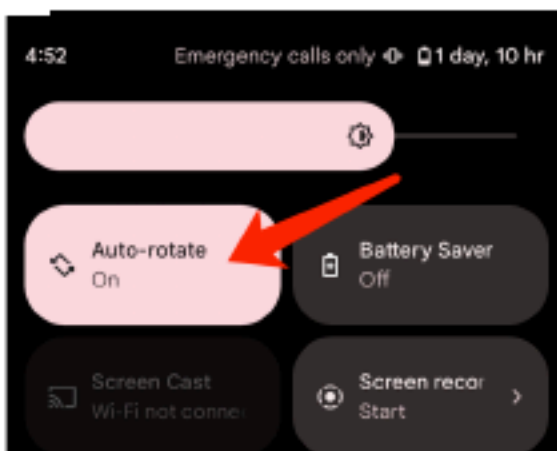 4:52 Emergency calls only 1 day, 10 hr
Auto-rotate
On
Battery Saver
Off
Screen Cast
Wi-Fi not conne
Screen recor
Start